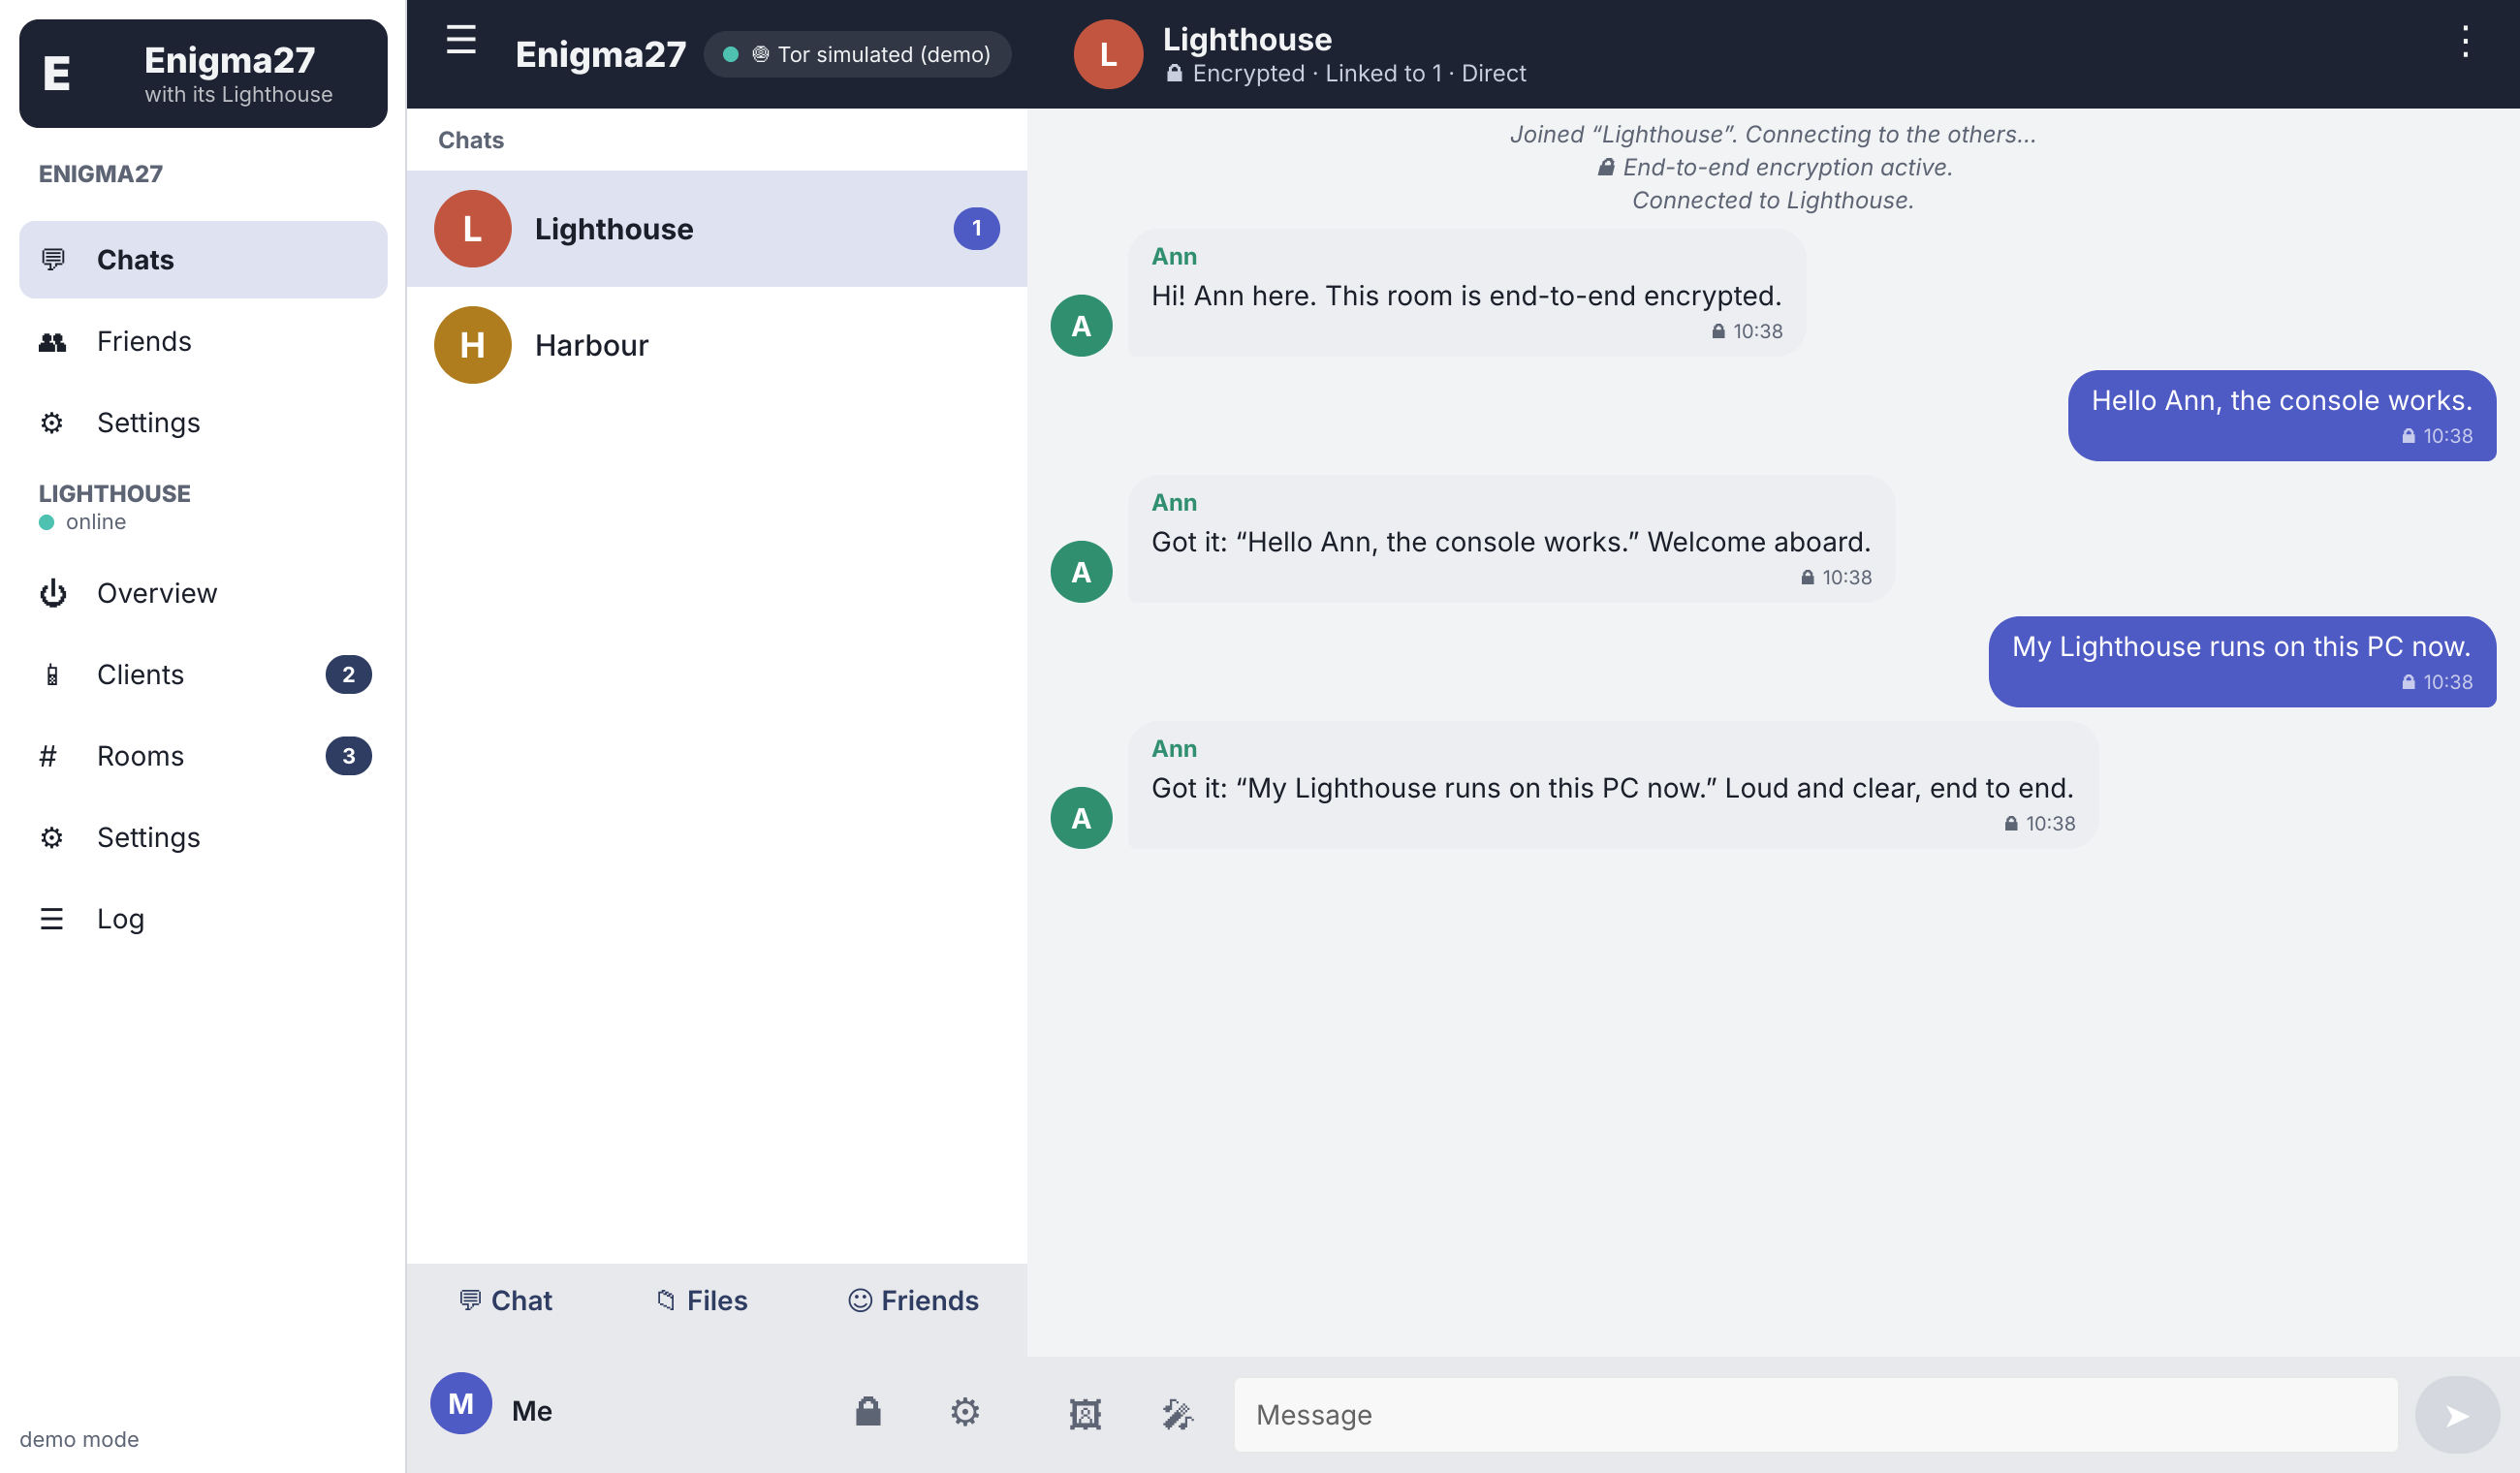 E
Enigma27
with its Lighthouse
ENIGMA27
Chats
Friends
Settings
LIGHTHOUSE
online
Overview
Clients 2
# Rooms 3
Settings
Log
demo mode
Enigma27 Tor simulated (demo)
Chats
L Lighthouse 1
H Harbour
Chat Files Friends
M Me
L Lighthouse
Encrypted · Linked to 1 · Direct
Joined “Lighthouse”. Connecting to the others...
End-to-end encryption active.
Connected to Lighthouse.
Ann
Hi! Ann here. This room is end-to-end encrypted.
A
10:38
Hello Ann, the console works.
10:38
Ann
Got it: “Hello Ann, the console works.” Welcome aboard.
A
10:38
My Lighthouse runs on this PC now.
10:38
Ann
Got it: “My Lighthouse runs on this PC now.” Loud and clear, end to end.
A
10:38
Message